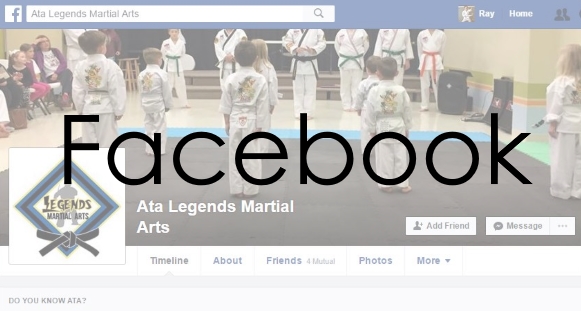 f Ata Legends Martial Arts Ray Home
Facebook
LEGENDS
MARTIAL ARTS
Ata Legends Martial
Arts
Add Friend Message ...
Timeline About Friends 4 Mutual Photos More
DO YOU KNOW ATA?